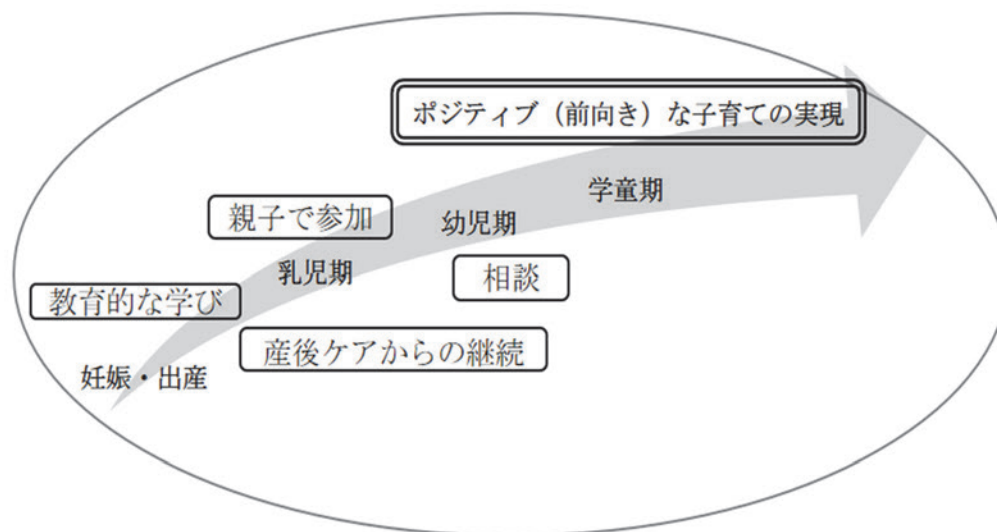 ポジティブ（前向き）な子育ての実現
学童期
親子で参加
幼児期
乳児期
相談
教育的な学び
産後ケアからの継続
妊娠・出産